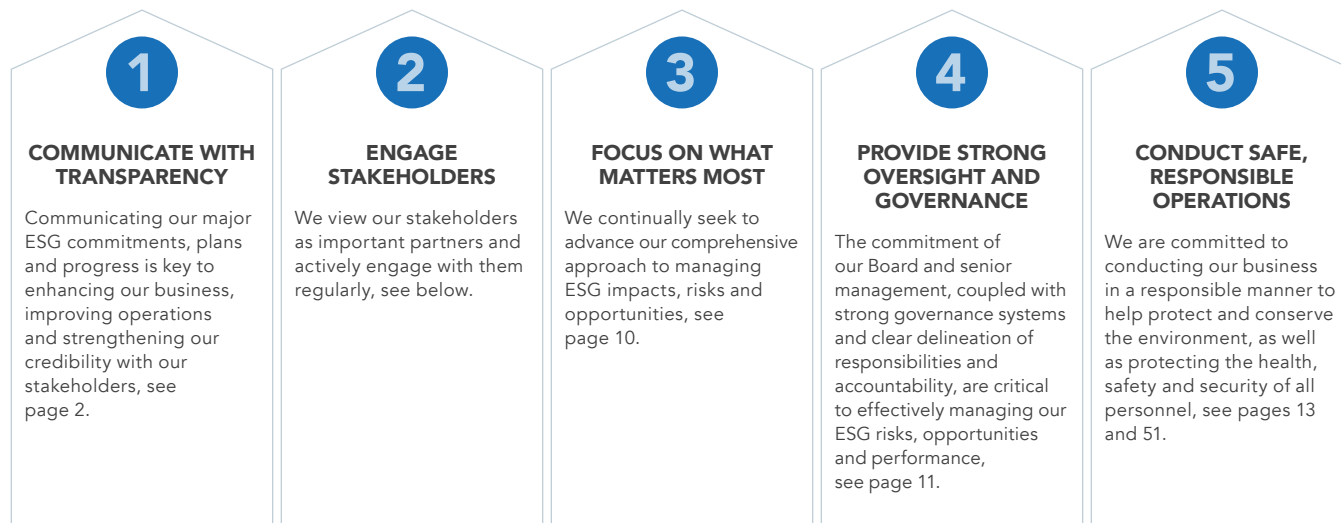 1
COMMUNICATE WITH
TRANSPARENCY
Communicating our major
ESG commitments, plans
and progress is key to
enhancing our business,
improving operations
and strengthening our
credibility with our
stakeholders, see
page 2.
2
ENGAGE
STAKEHOLDERS
We view our stakeholders
as important partners and
actively engage with them
regularly, see below.
3
FOCUS ON WHAT
MATTERS MOST
We continually seek to
advance our comprehensive
approach to managing
ESG impacts, risks and
opportunities, see
page 10.
4
PROVIDE STRONG
OVERSIGHT AND
GOVERNANCE
The commitment of
our Board and senior
management, coupled with
strong governance systems
and clear delineation of
responsibilities and
accountability, are critical
to effectively managing our
ESG risks, opportunities
and performance,
see page 11.
5
CONDUCT SAFE,
RESPONSIBLE
OPERATIONS
We are committed to
conducting our business
in a responsible manner to
help protect and conserve
the environment, as well
as protecting the health,
safety and security of all
personnel, see pages 13
and 51.